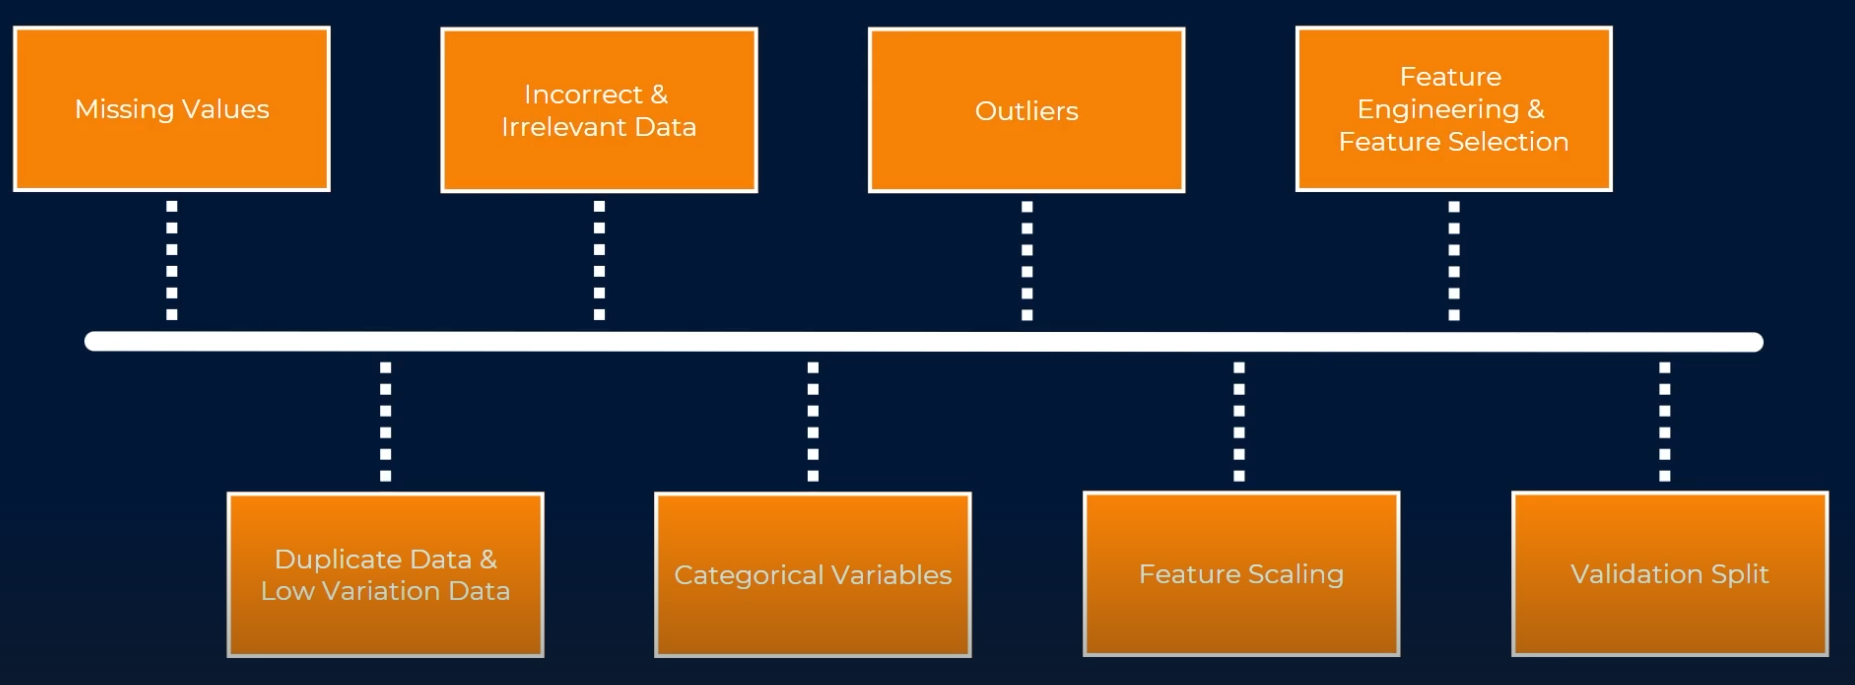 Missing Values
Incorrect &
Irrelevant Data
Outliers
Feature
Engineering &
Feature Selection
Duplicate Data &
Low Variation Data
Categorical Variables
Feature Scaling
Validation Split